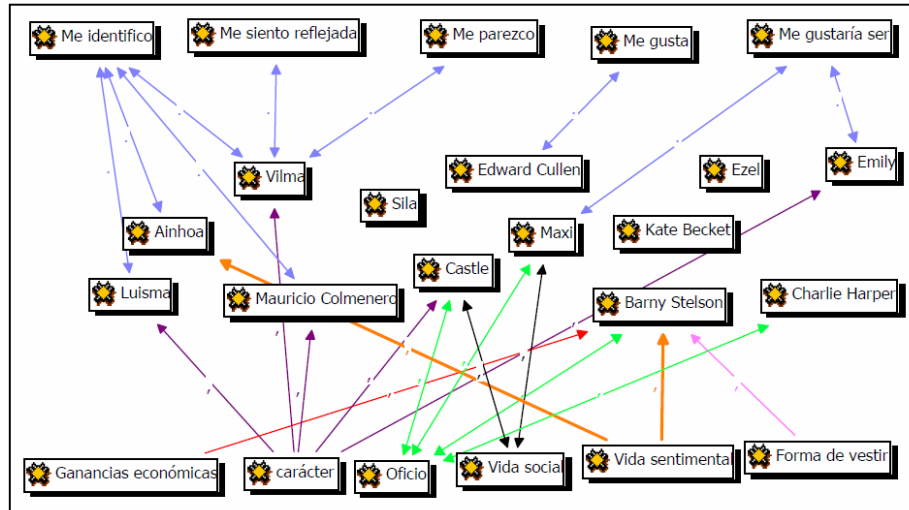 Me identifico
Me siento reflejada
Me parezco
Me gusta
Me gustaría ser
Vilma
Edward Cullen
Ezel
Emily
Sila
Ainhoa
Maxi
Kate Becket
Luisma
Mauricio Colmenero
Castle
Barny Stelson
Charlie Harper
Ganancias económicas
carácter
Oficio
Vida social
Vida sentimental
Forma de vestir